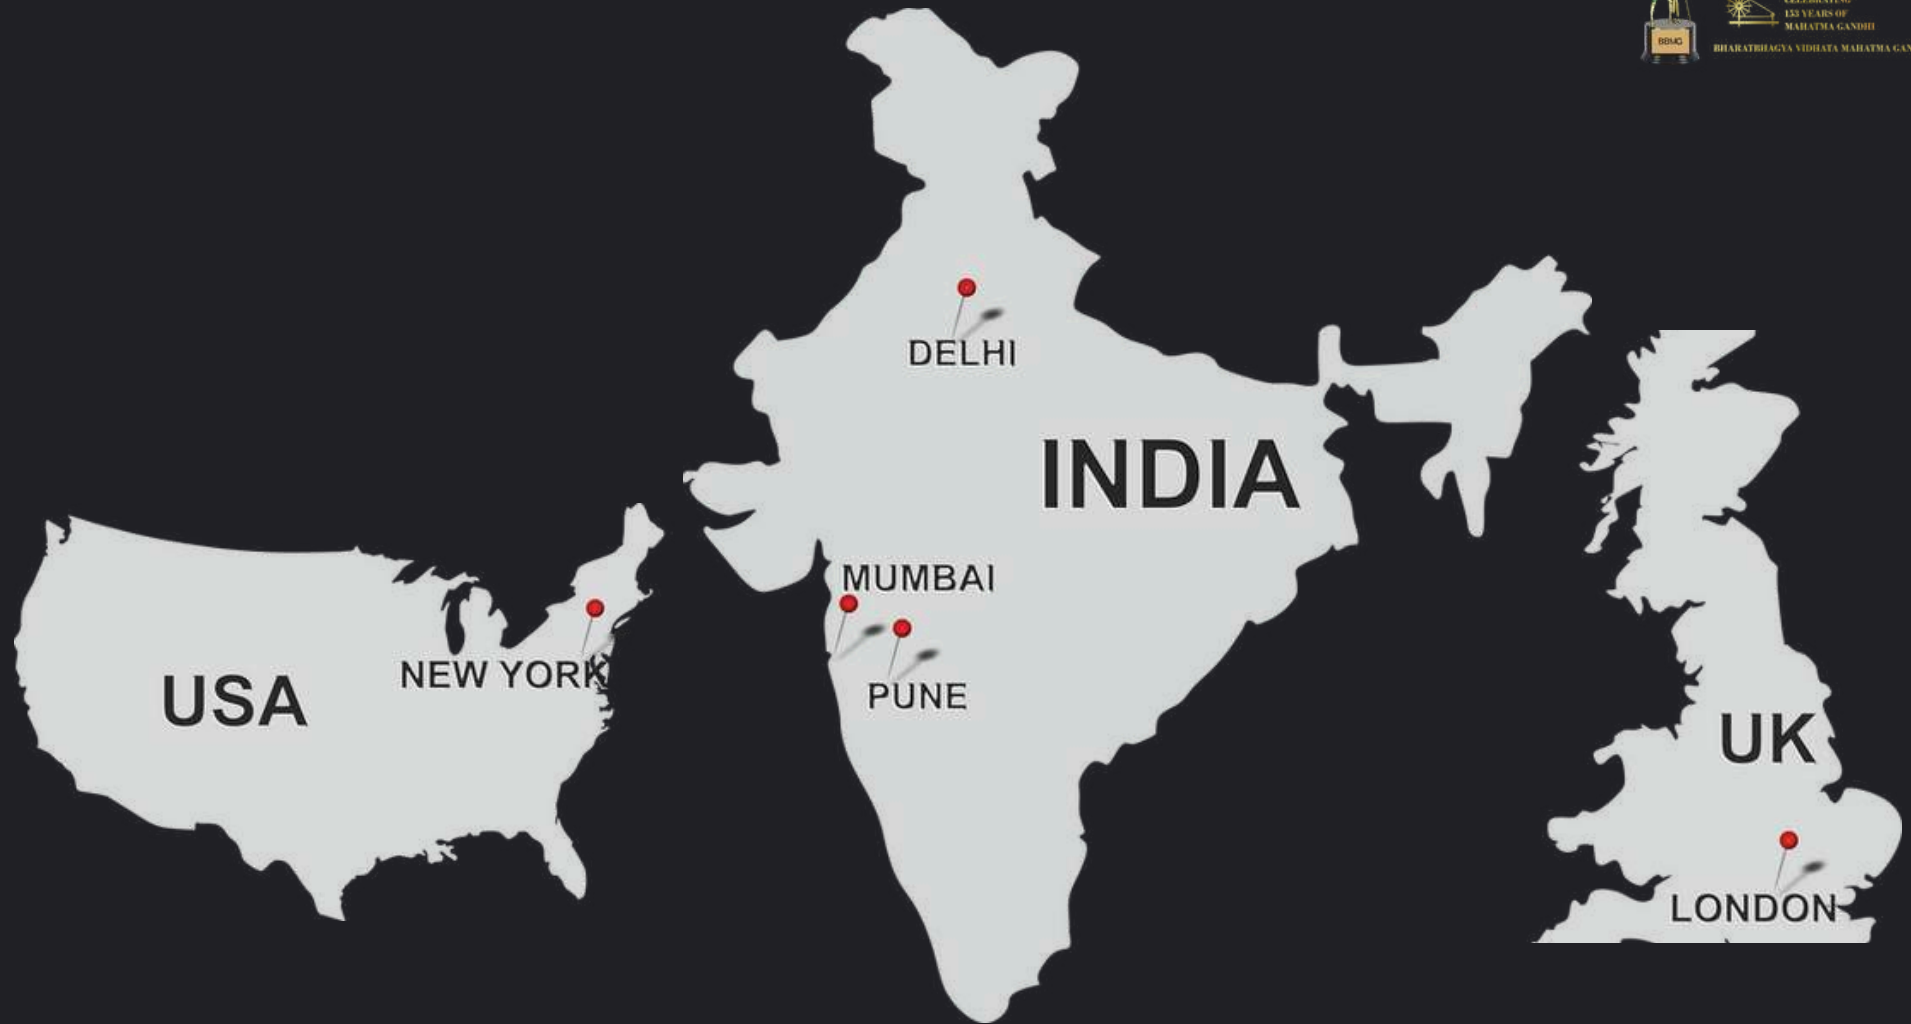 CELEBRATING
153 YEARS OF
MAHATMA GANDHI
BBMG
BHARATBHAGYA VIDHATA MAHATMA GAN
DELHI
INDIA
MUMBAI
NEW YORK
USA
PUNE
UK
LONDON